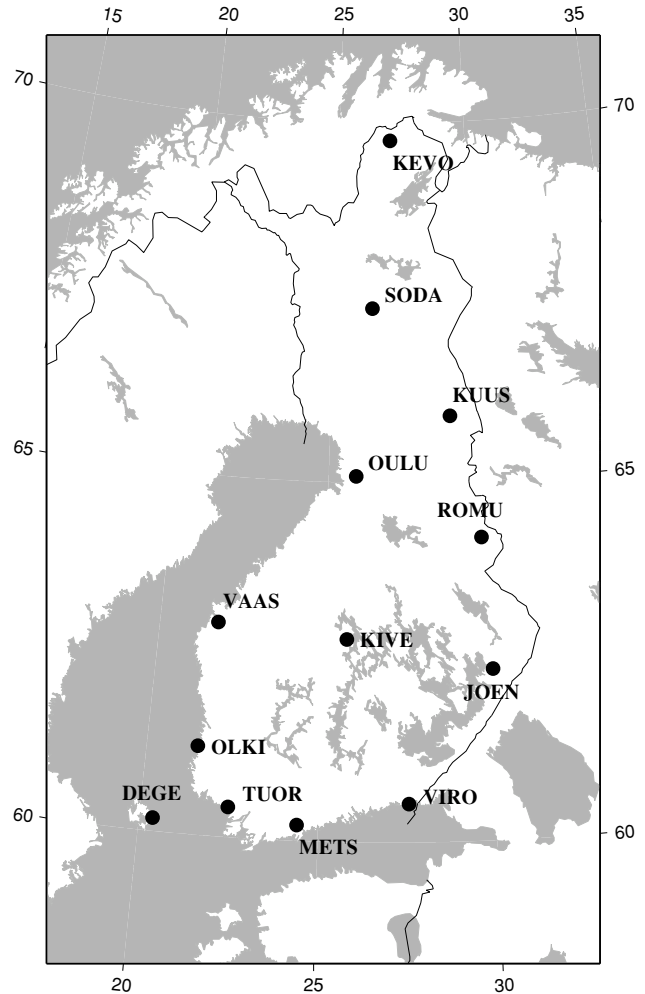 15 20 25 30 35
70
70
KEVO
SODA
KUUS
65
OULU
65
ROMU
VAAS
KIVE
JOEN
OLKI
DEGE
TUOR
VIRO
60
60
METS
20 25 30